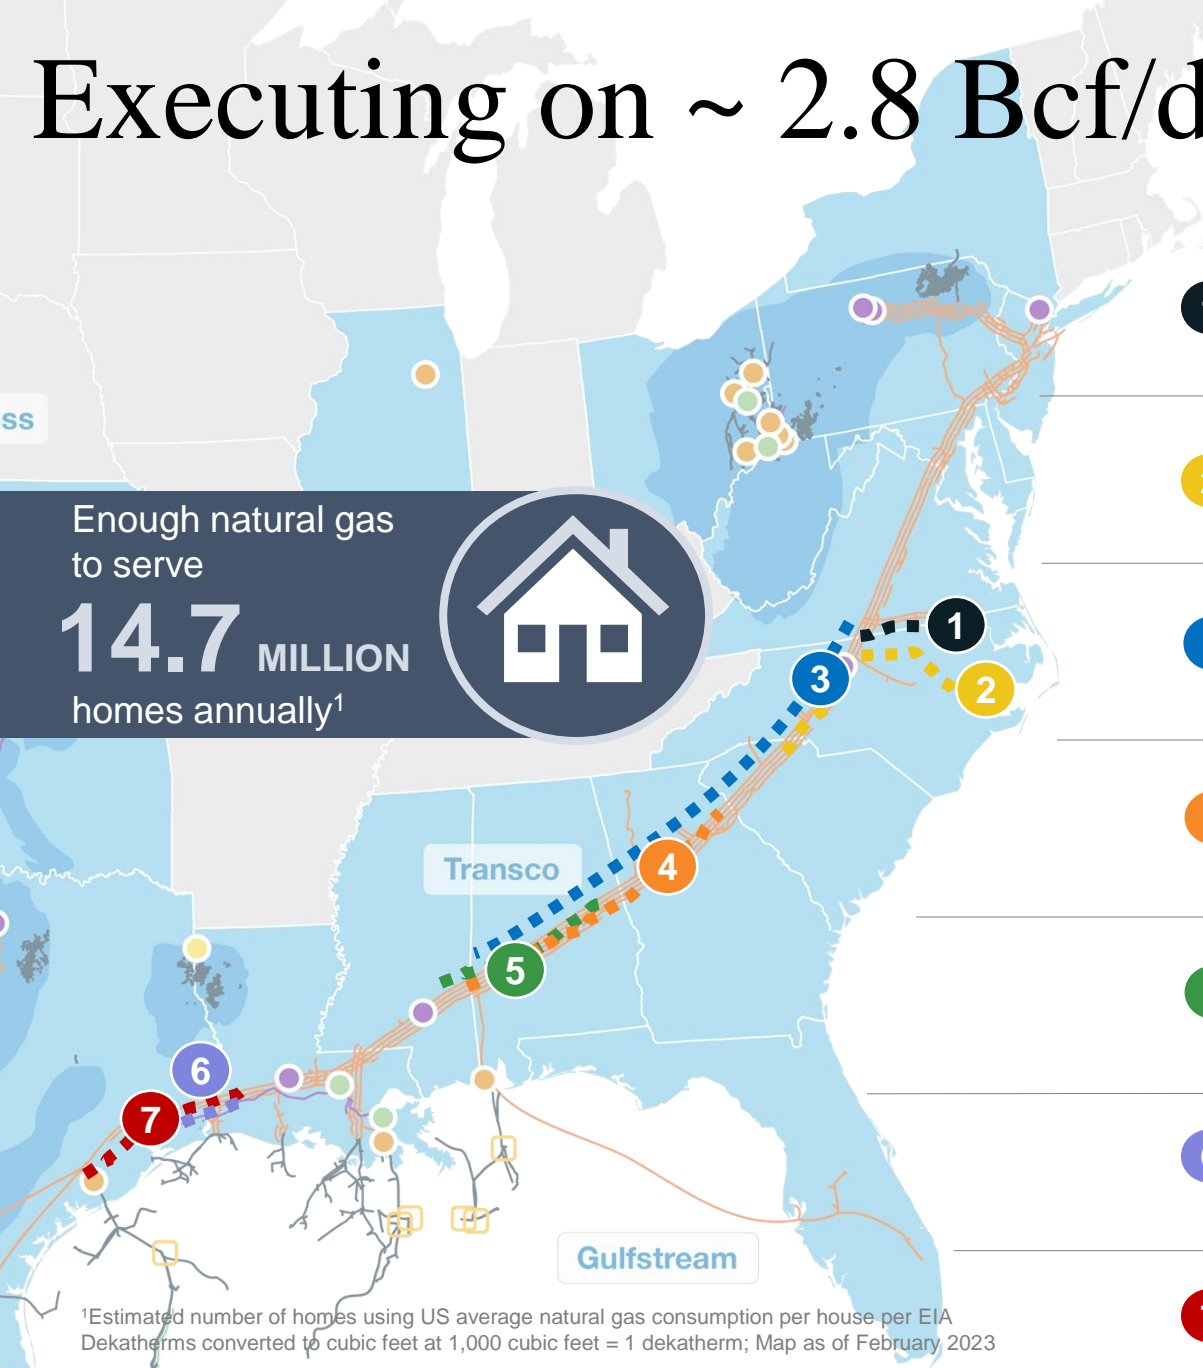 Executing on ~ 2.8 Bcf/d
ss
Enough natural gas
to serve
14.7 MILLION
homes annually¹
1
2
3
Transco
4
5
6
7
Gulfstream
¹Estimated number of homes using US average natural gas consumption per house per EIA
Dekatherms converted to cubic feet at 1,000 cubic feet = 1 dekatherm; Map as of February 2023